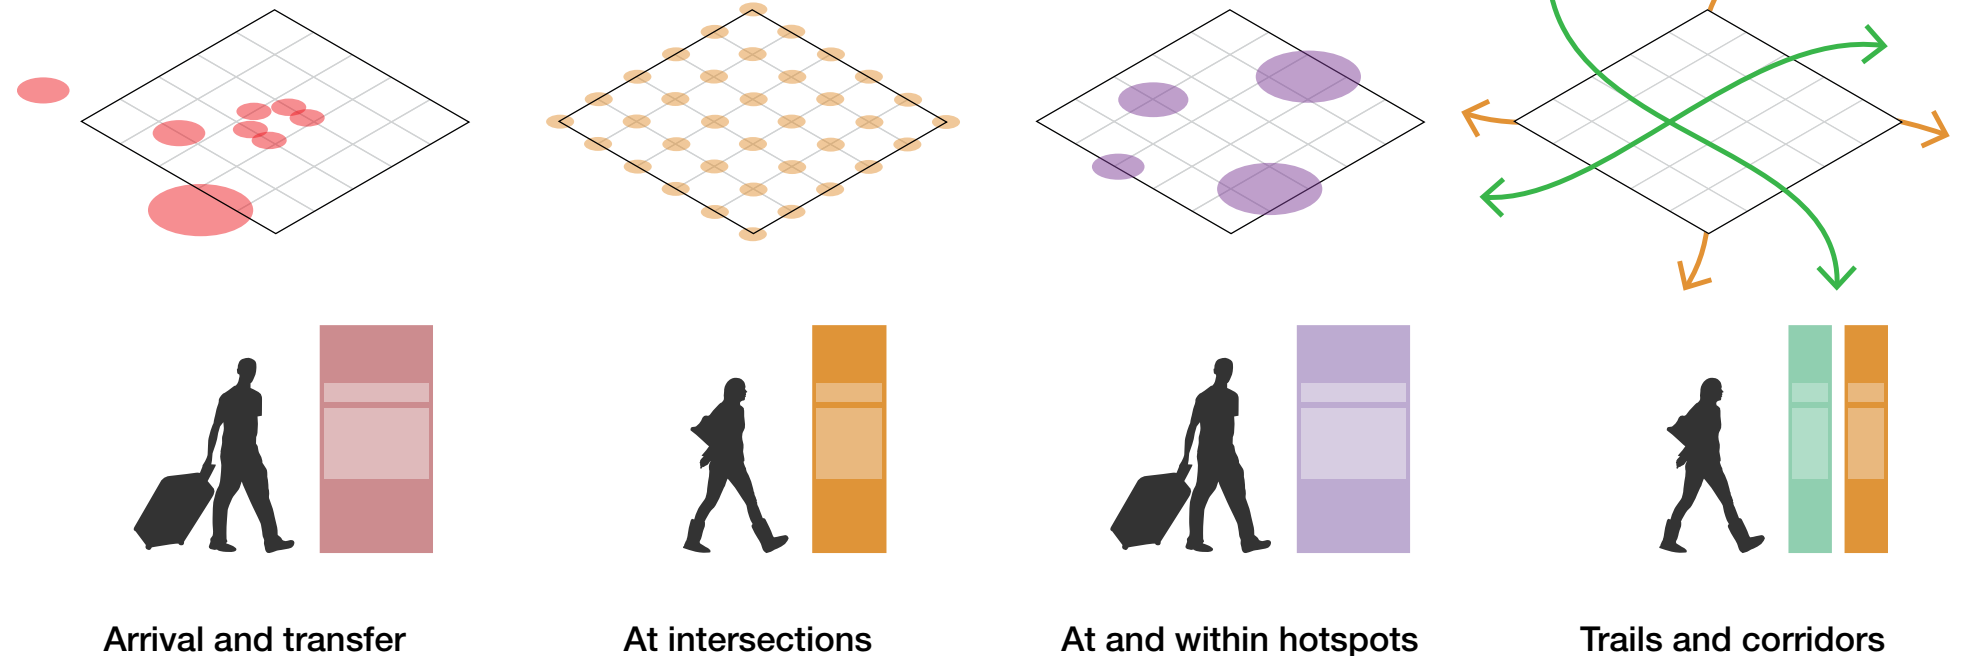 Arrival and transfer
At intersections
At and within hotspots
Trails and corridors